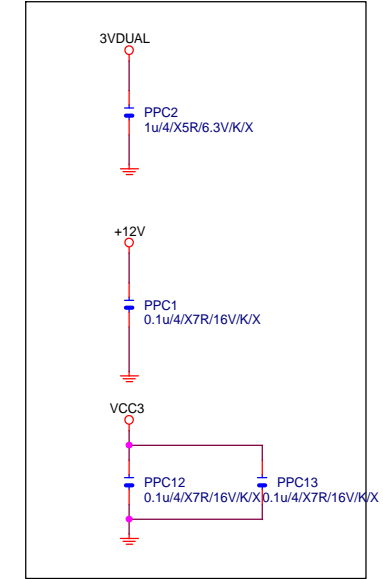 3VDUAL
PPC2
1u/4/X5R/6.3V/K/X
+12V
PPC1
0.1u/4/X7R/16V/K/X
VCC3
PPC12
0.1u/4/X7R/16V/K/X
PPC13
0.1u/4/X7R/16V/K/X